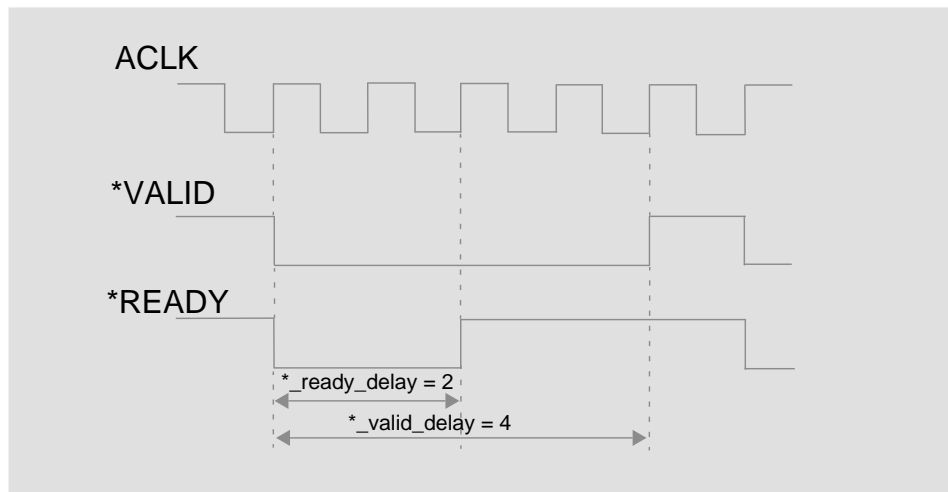 ACLK
*VALID
*READY
*_ready_delay = 2
*_valid_delay = 4